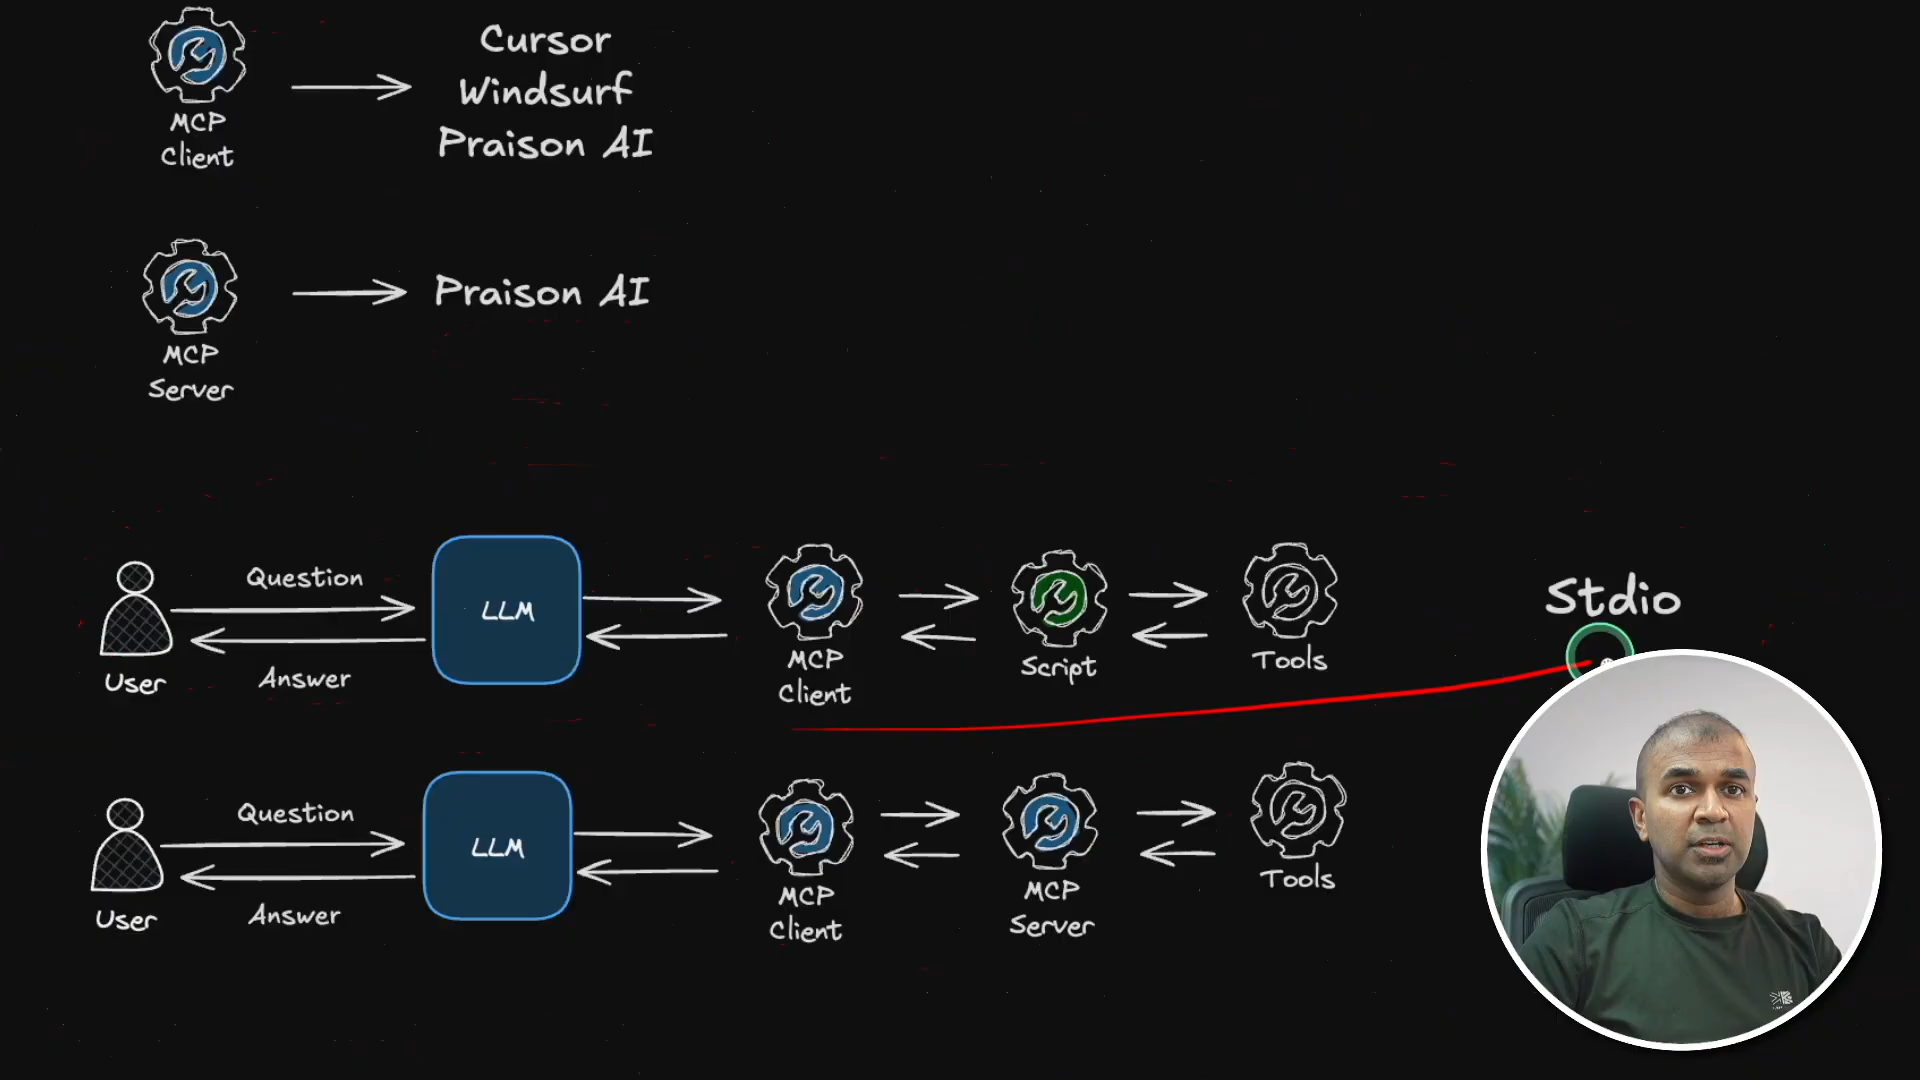 Cursor
Windsurf
Praison AI
MCP
Client
Praison AI
MCP
Server
Question
LLM
Answer
User
MCP
Client
Script
Tools
Stdio
Question
LLM
Answer
User
MCP
Client
MCP
Server
Tools